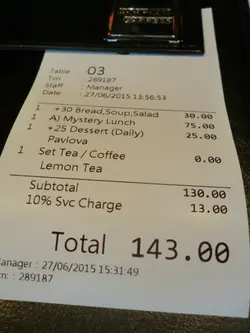 Table : 03
Txn : 289187
Staff : Manager
Date : 27/06/2015 13:56:53
1 +30 Bread,Soup,Salad 30.00
1 A) Mystery Lunch 75.00
1 +25 Dessert (Daily) 25.00
Pavlova
1 Set Tea / Coffee 0.00
Lemon Tea
Subtotal 130.00
10% Svc Charge 13.00
Total 143.00
anager : 27/06/2015 15:31:49
n: : 289187